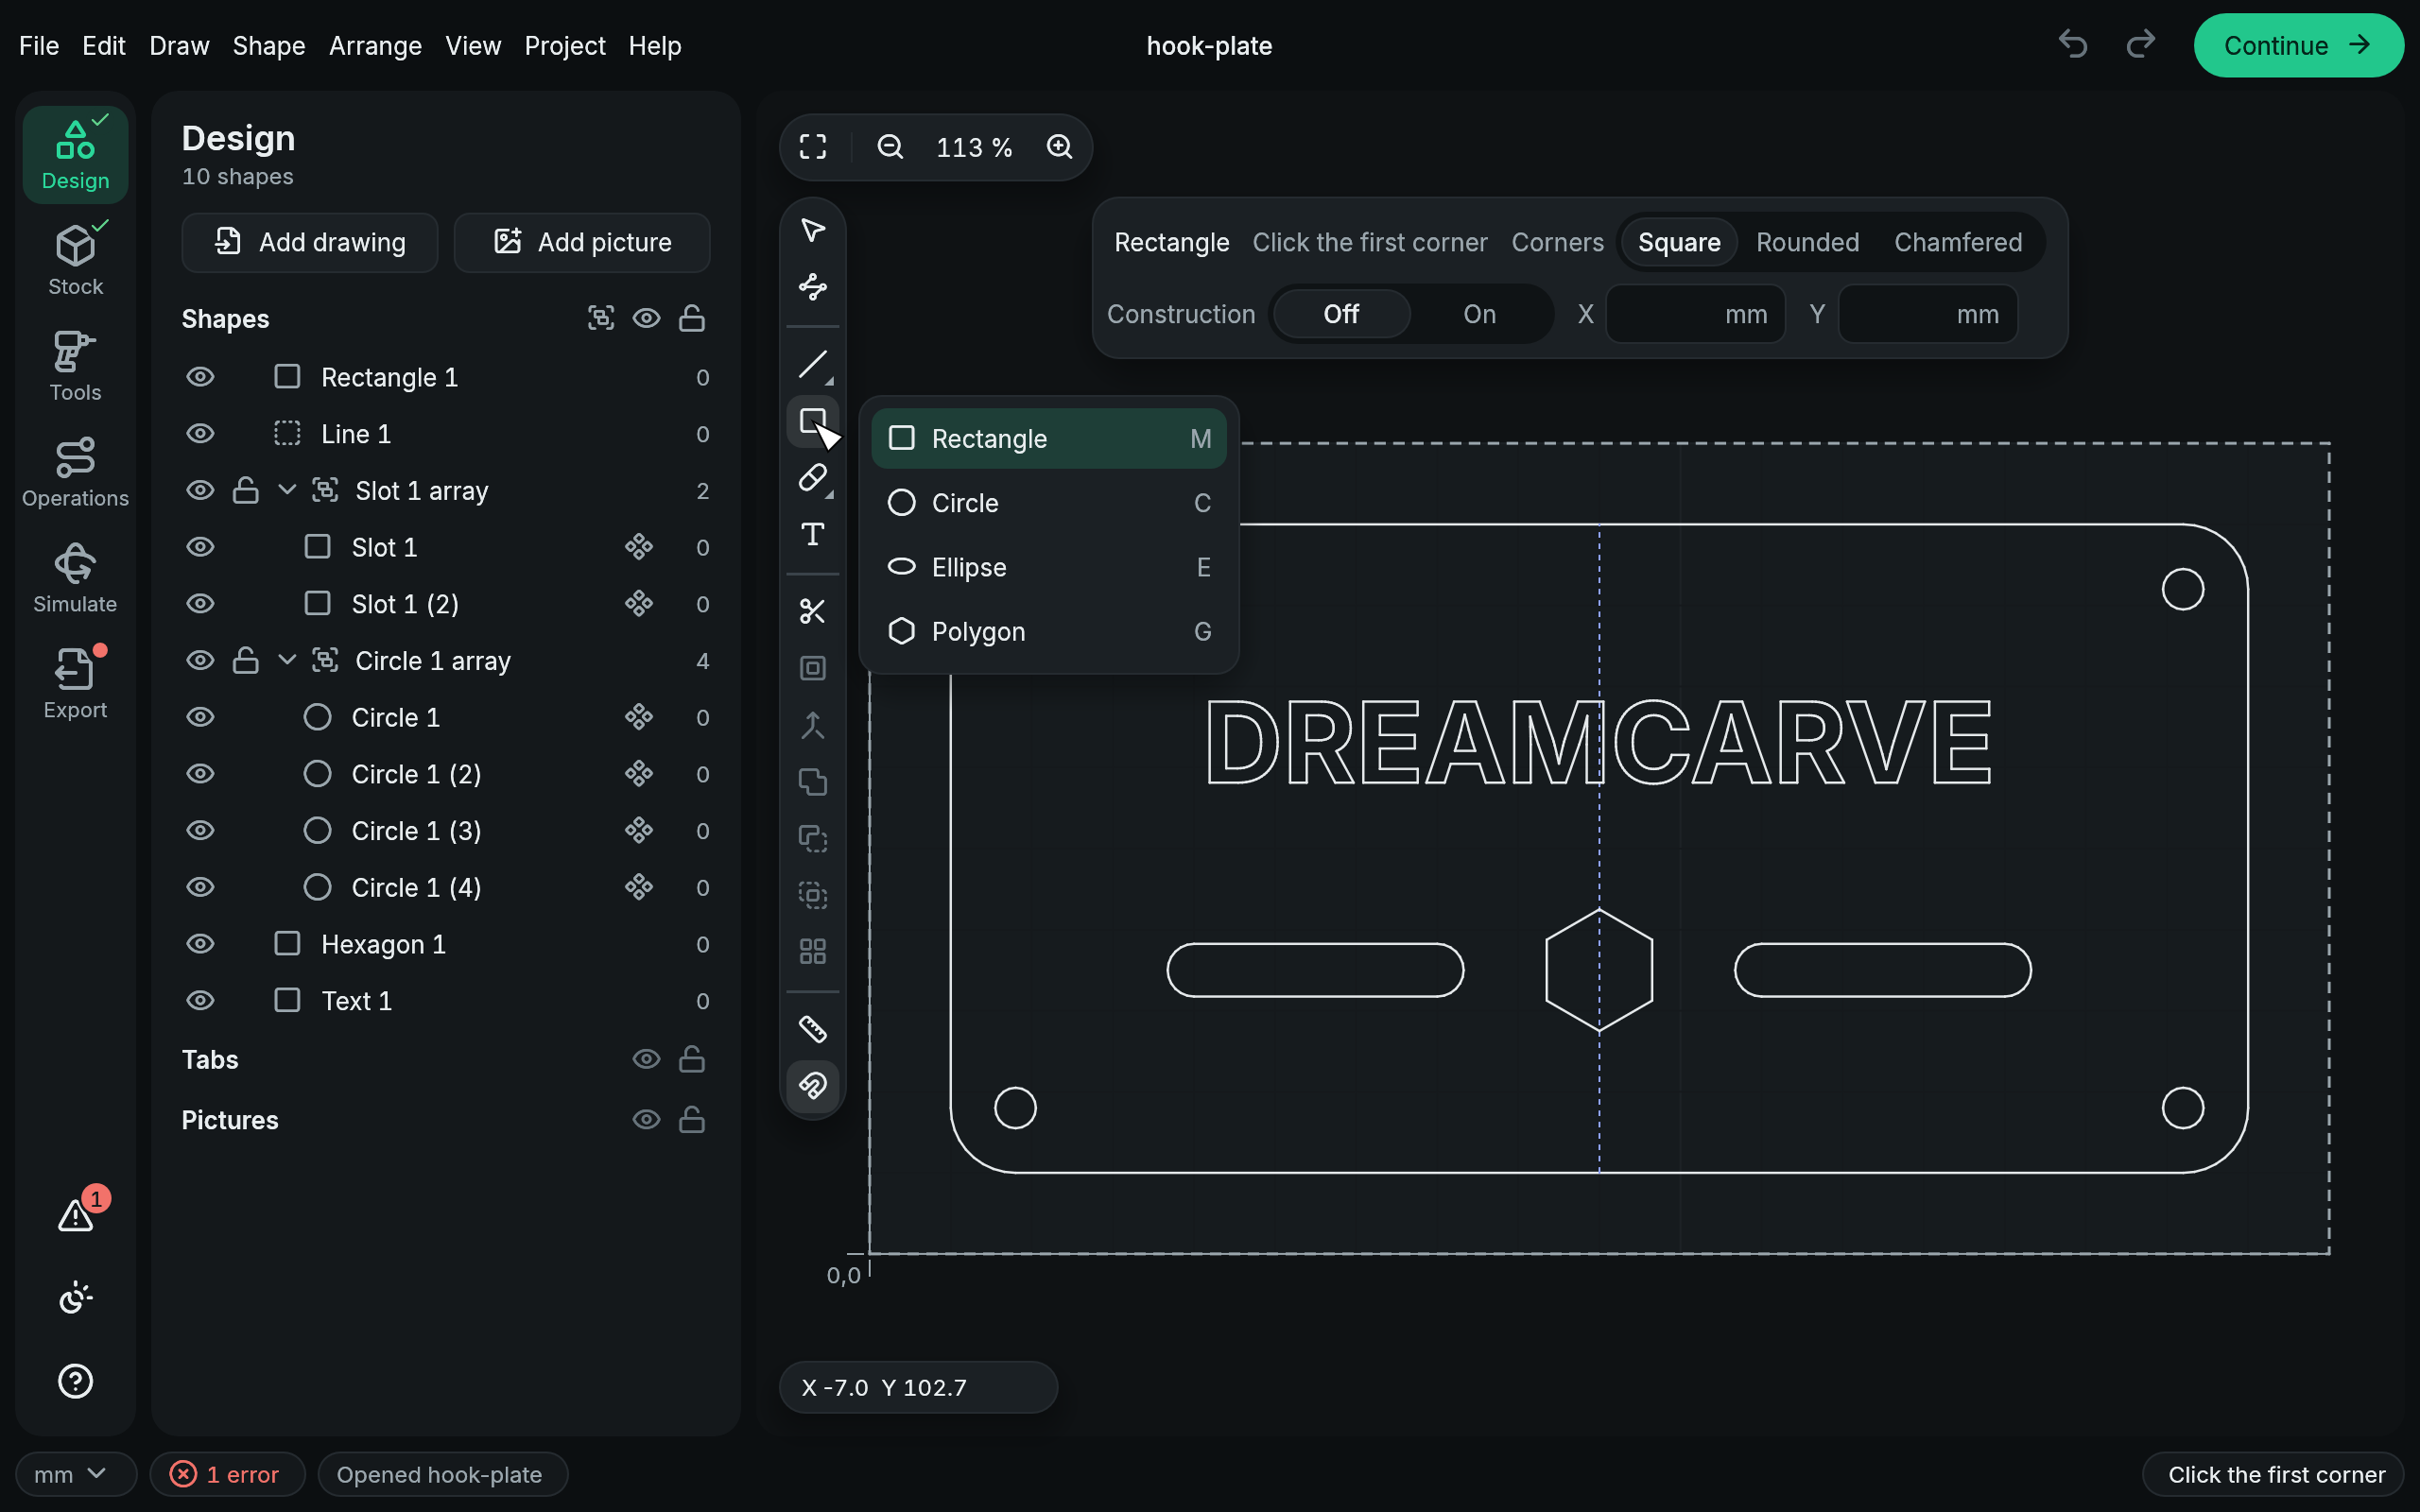 File Edit Draw Shape Arrange View Project Help
hook-plate
Continue
Design
Stock
Tools
Operations
Simulate
Export
1
Design
10 shapes
Add drawing
Add picture
Shapes
Rectangle 1 0
Line 1 0
Slot 1 array 2
Slot 1 0
Slot 1 (2) 0
Circle 1 array 4
Circle 1 0
Circle 1 (2) 0
Circle 1 (3) 0
Circle 1 (4) 0
Hexagon 1 0
Text 1 0
Tabs
Pictures
113 %
Rectangle Click the first corner Corners Square Rounded Chamfered
Construction Off On X mm Y mm
Rectangle M
Circle C
Ellipse E
Polygon G
DREAMCARVE
0,0
X -7.0 Y 102.7
mm
1 error
Opened hook-plate
Click the first corner